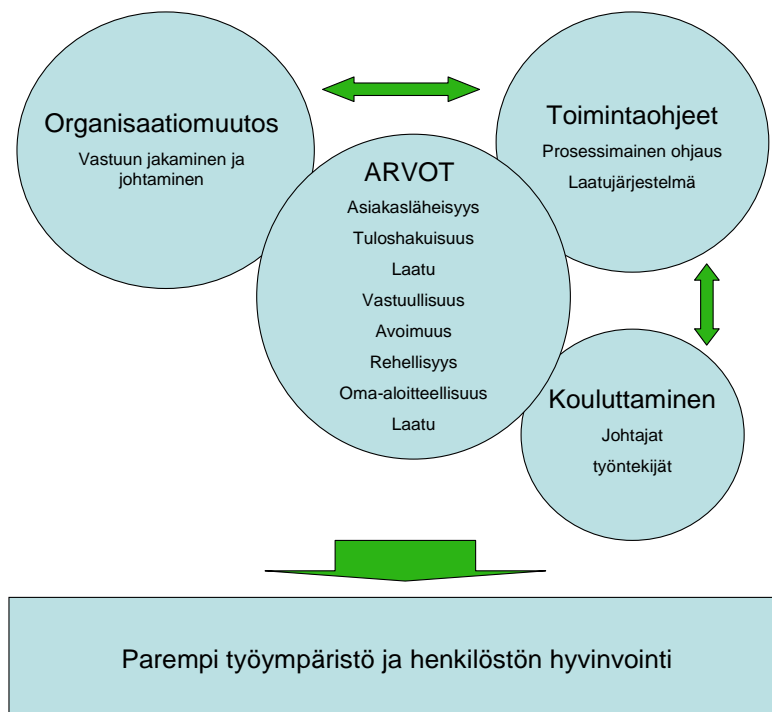 Organisaatiomuutos
Vastuun jakaminen ja
johtaminen
Toimintaohjeet
Prosessimainen ohjaus
Laatujärjestelmä
ARVOT
Asiakasläheisyys
Tuloshakuisuus
Laatu
Vastuullisuus
Avoimuus
Rehellisyys
Oma-aloitteellisuus
Laatu
Kouluttaminen
Johtajat
työntekijät
Parempi työympäristö ja henkilöstön hyvinvointi